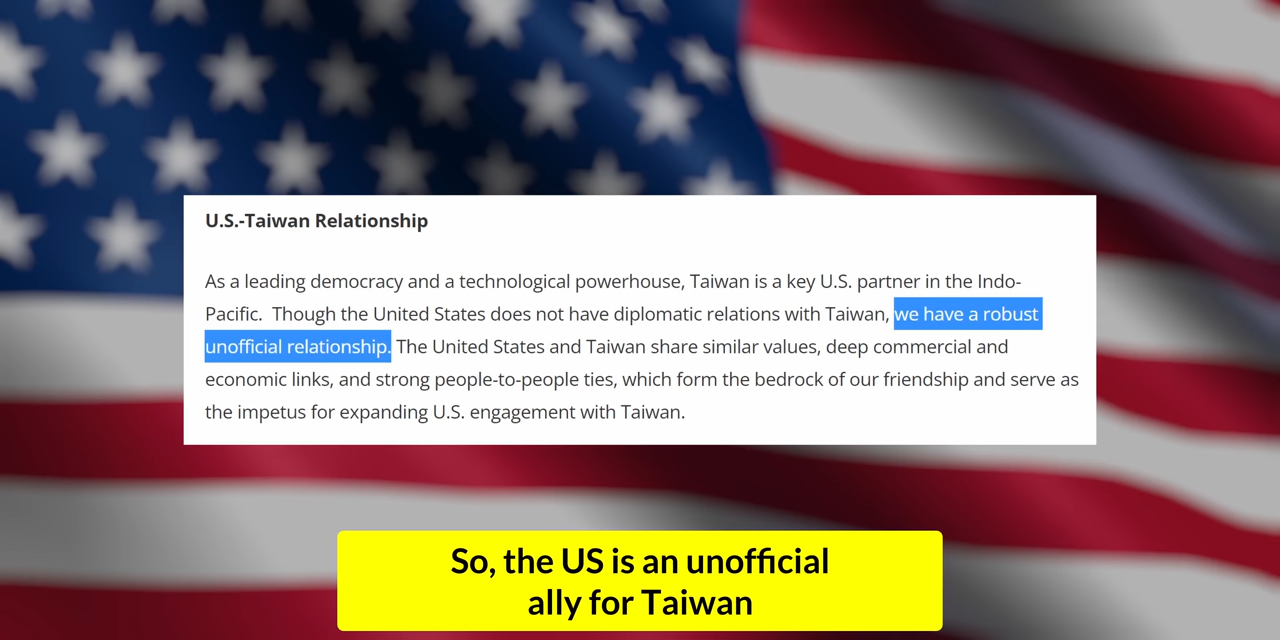 U.S.-Taiwan Relationship
As a leading democracy and a technological powerhouse, Taiwan is a key U.S. partner in the Indo-
Pacific.  Though the United States does not have diplomatic relations with Taiwan, we have a robust
unofficial relationship. The United States and Taiwan share similar values, deep commercial and
economic links, and strong people-to-people ties, which form the bedrock of our friendship and serve as
the impetus for expanding U.S. engagement with Taiwan.
So, the US is an unofficial
ally for Taiwan